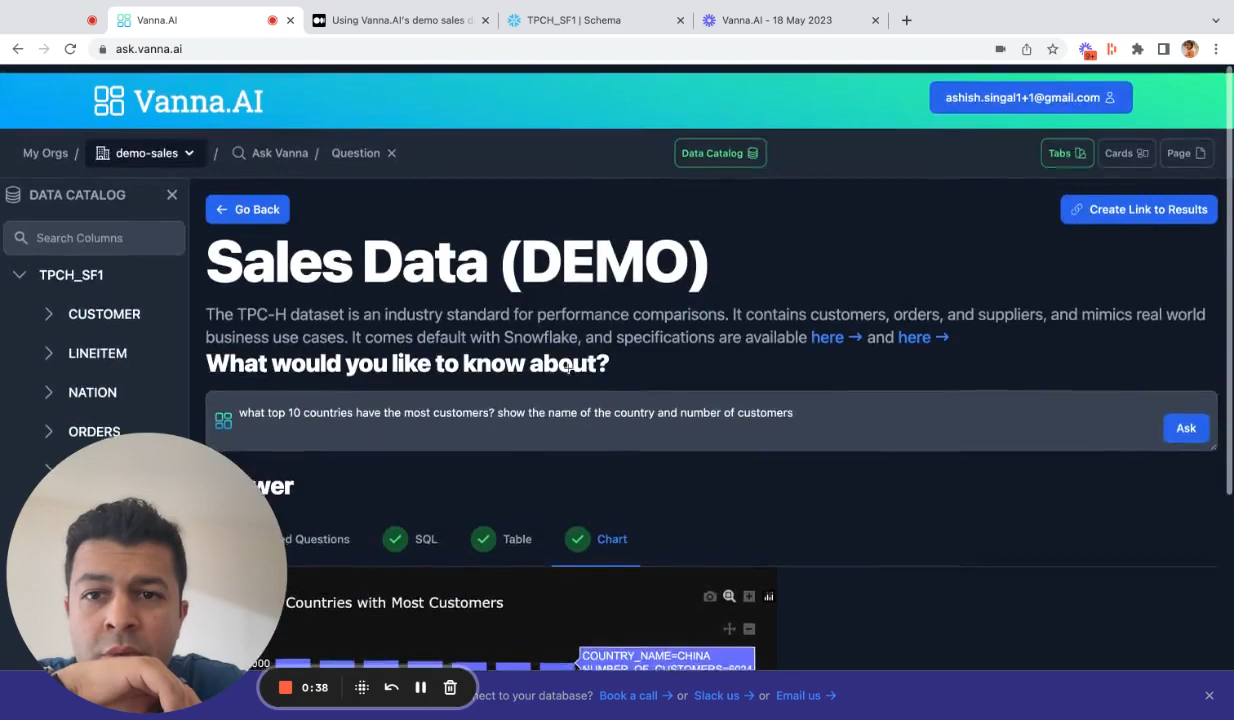 Vanna.AI
Using Vanna.AI's demo sales d
TPCH_SF1 | Schema
Vanna.AI - 18 May 2023
ask.vanna.ai
9+
Vanna.AI
ashish.singal1+1@gmail.com
My Orgs /
demo-sales
/
Ask Vanna /
Question
Data Catalog
Tabs
Cards
Page
DATA CATALOG
Go Back
Create Link to Results
Search Columns
Sales Data (DEMO)
TPCH_SF1
CUSTOMER
The TPC-H dataset is an industry standard for performance comparisons. It contains customers, orders, and suppliers, and mimics real world
business use cases. It comes default with Snowflake, and specifications are available here → and here →
LINEITEM
What would you like to know about?
NATION
what top 10 countries have the most customers? show the name of the country and number of customers
Ask
ORDERS
wer
d Questions
SQL
Table
Chart
Countries with Most Customers
COUNTRY_NAME=CHINA
NUMBER_OF_CUSTOMERS=6024
000
0:38
nect to your database? Book a call → or Slack us → or Email us →